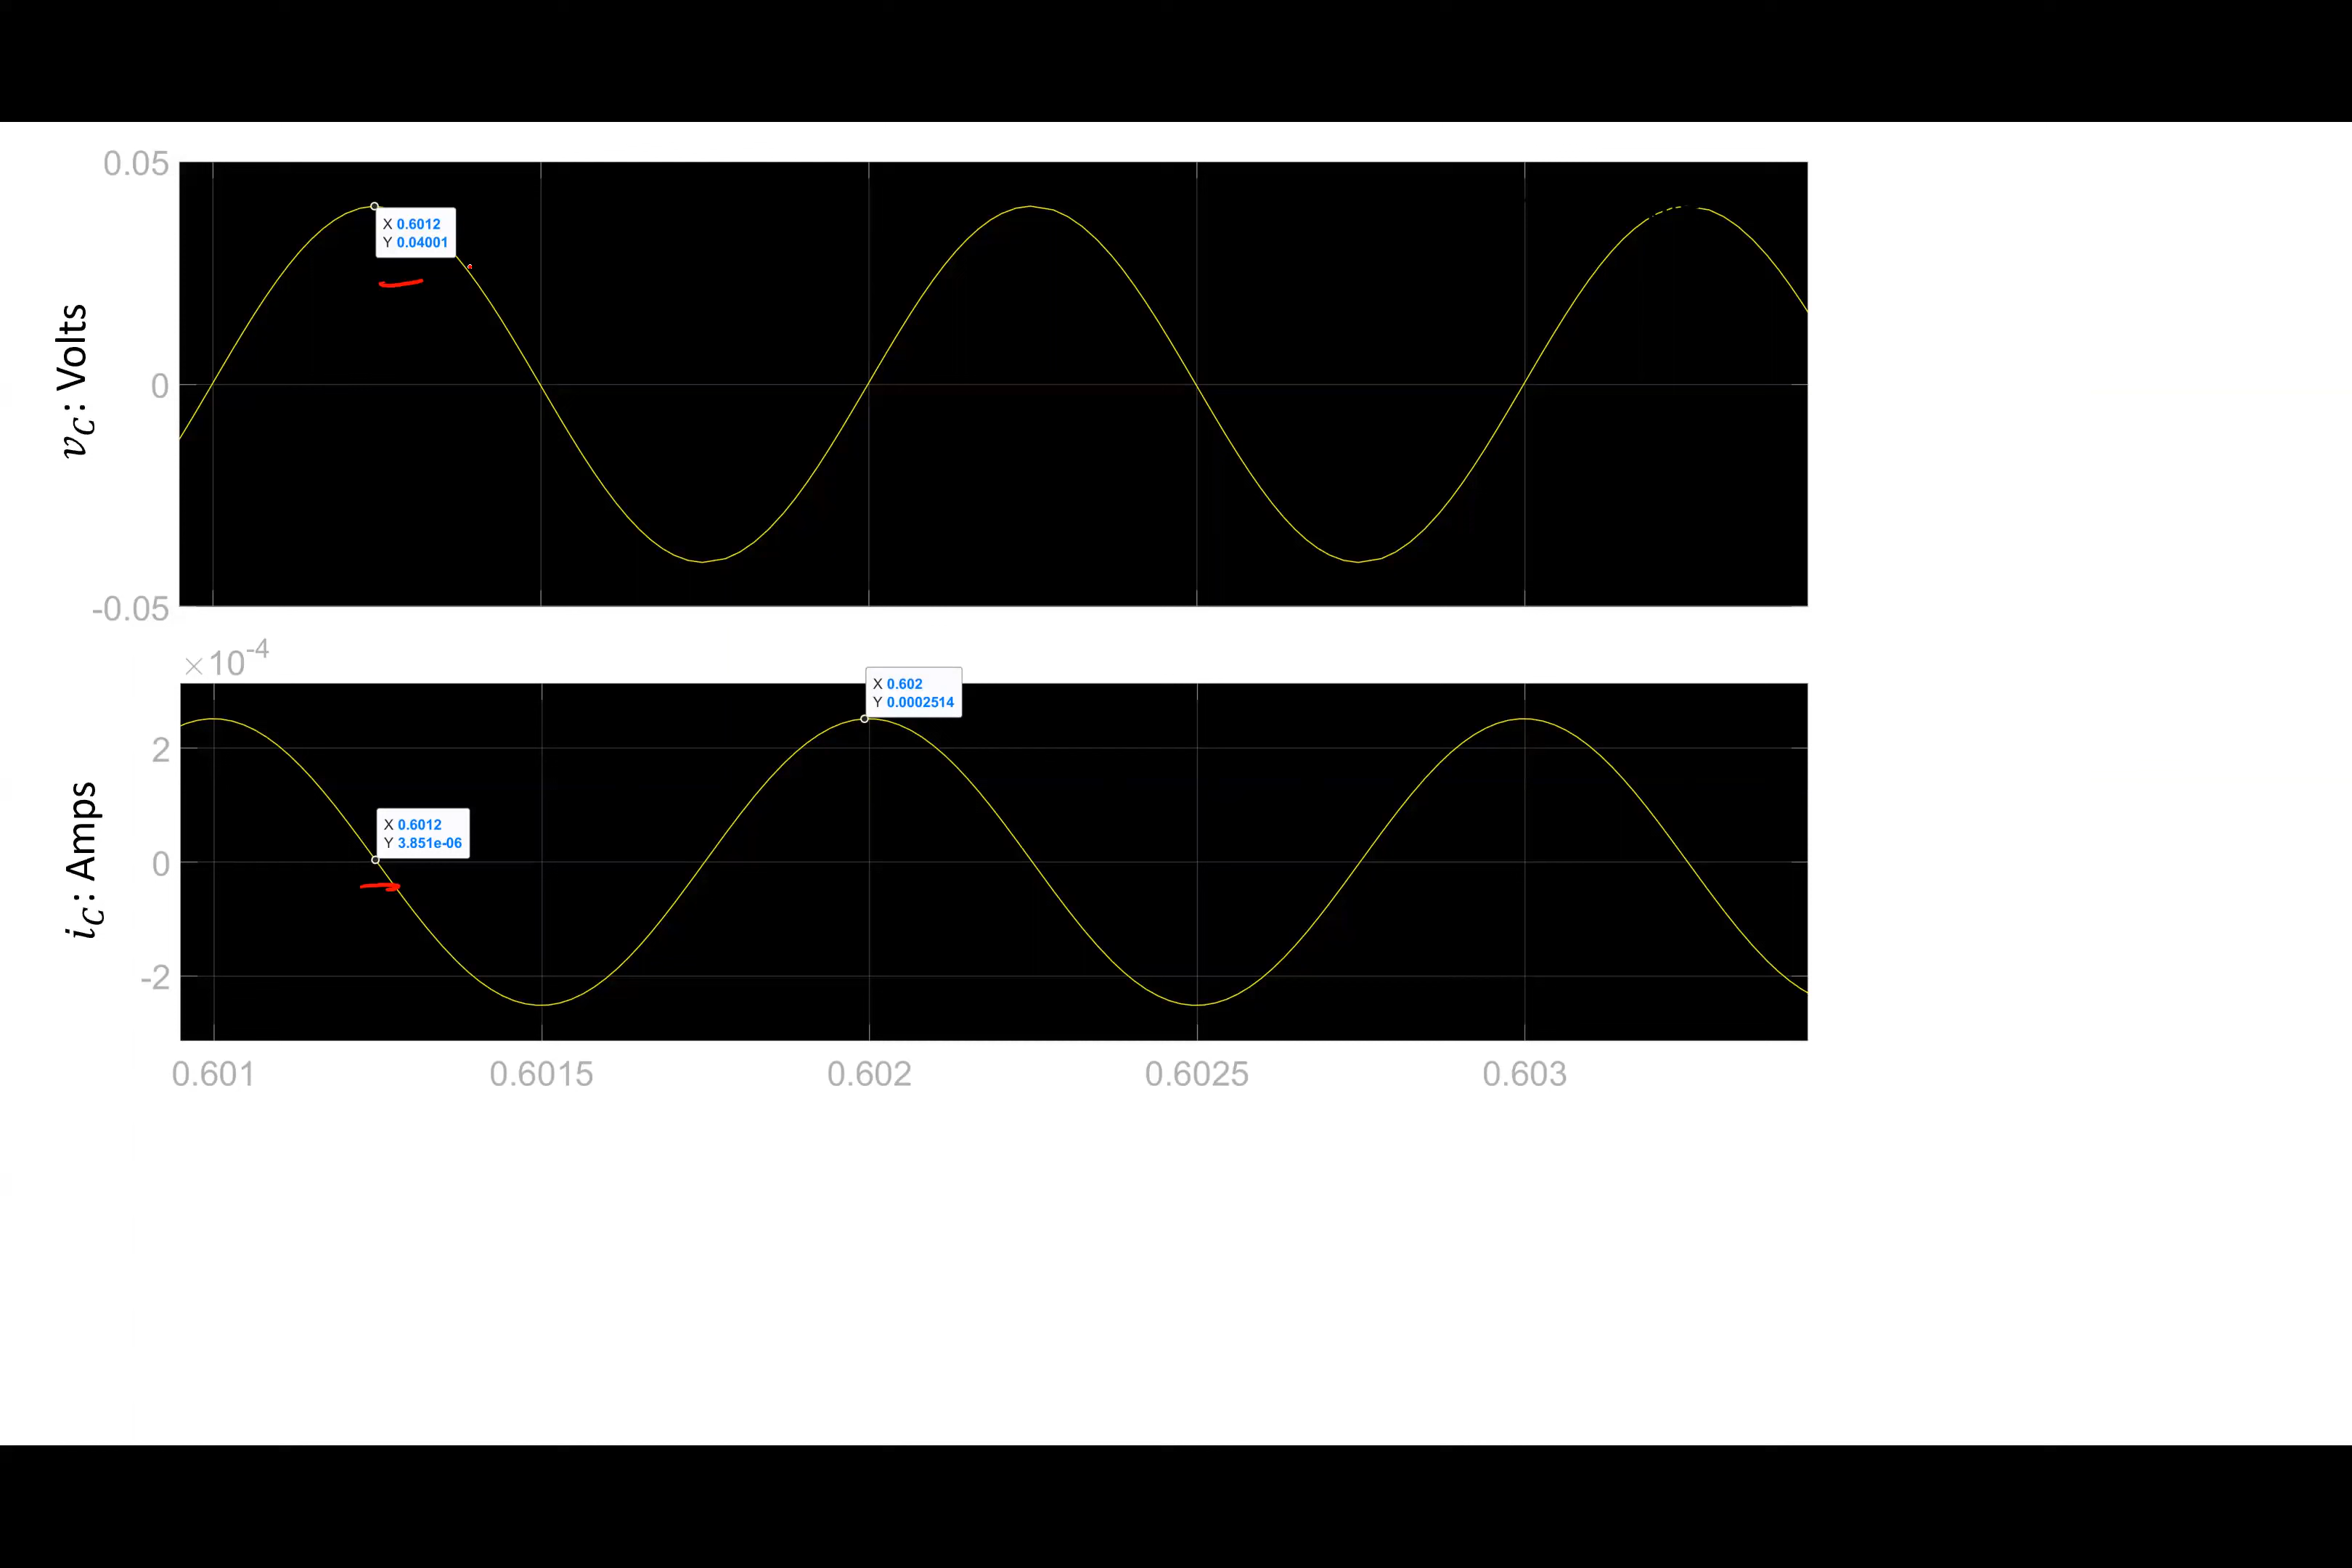 0.05
X 0.6012
Y 0.04001
v_C: Volts
0
-0.05
×10^-4
X 0.602
Y 0.0002514
2
X 0.6012
Y 3.851e-06
i_C: Amps
0
-2
0.601 0.6015 0.602 0.6025 0.603